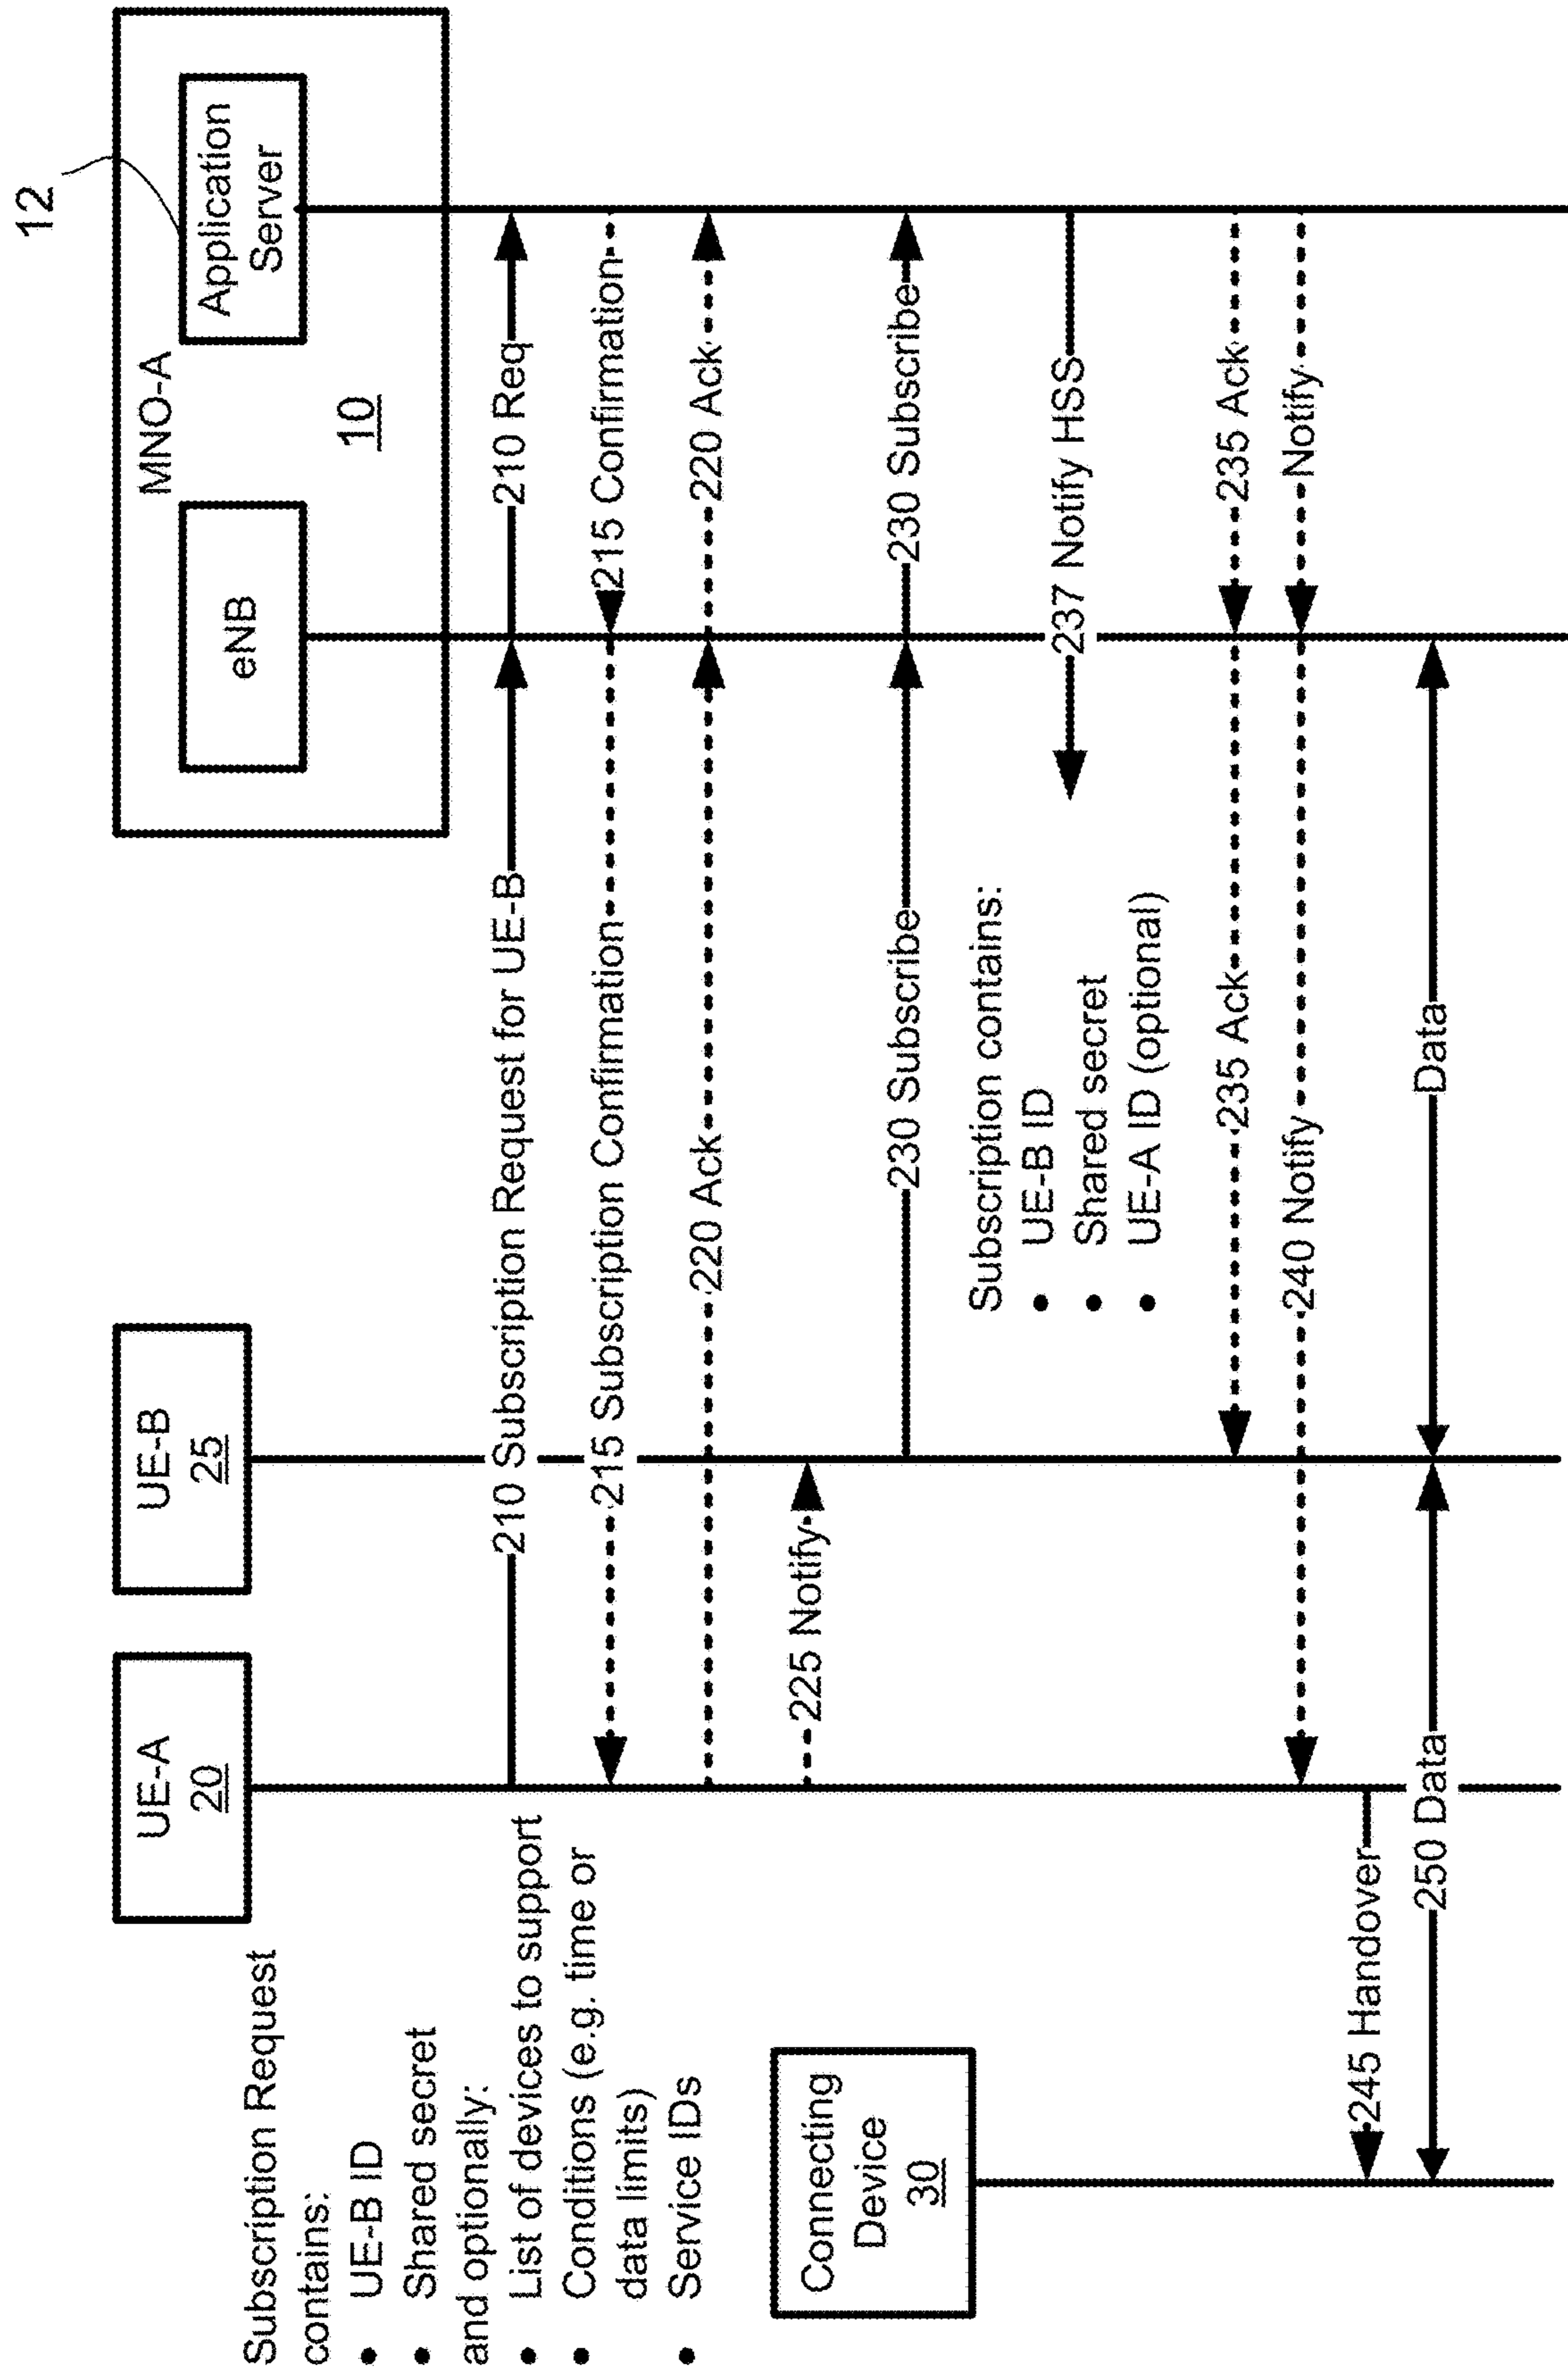 12
MNO-A
eNB
10
Application
Server
UE-A
20
UE-B
25
Subscription Request
contains:
• UE-B ID
• Shared secret
and optionally:
• List of devices to support
• Conditions (e.g. time or
data limits)
• Service IDs
Connecting
Device
30
210 Subscription Request for UE-B
210 Req
215 Subscription Confirmation
215 Confirmation
220 Ack
220 Ack
225 Notify
230 Subscribe
230 Subscribe
Subscription contains:
• UE-B ID
• Shared secret
• UE-A ID (optional)
237 Notify HSS
235 Ack
235 Ack
240 Notify
Notify
245 Handover
250 Data
Data